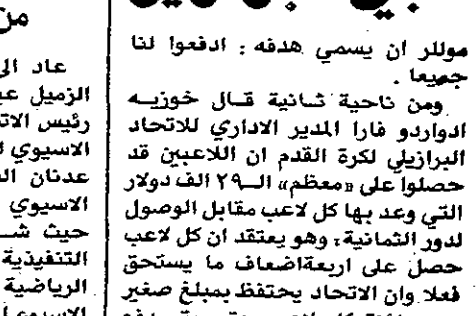 موللر ان يسمي هدفه : ادفعوا لنا
جميعا .
ومن ناحية ثانية قال خوزيه
ادواردو فارا المدير الاداري للاتحاد
البرازيلي لكرة القدم ان اللاعبين قد
حصلوا على «معظم» الـ٢٩ الف دولار
التي وعد بها كل لاعب مقابل الوصول
لدور الثمانية، وهو يعتقد ان كل لاعب
حصل على اربعةاضعاف ما يستحق
فعلا وان الاتحاد يحتفظ بمبلغ صغير
من
عاد الى
الزميل
رئيس
الاسيوي
عدنان
الاسيوي
حيث
التنفيذية
الرياضية